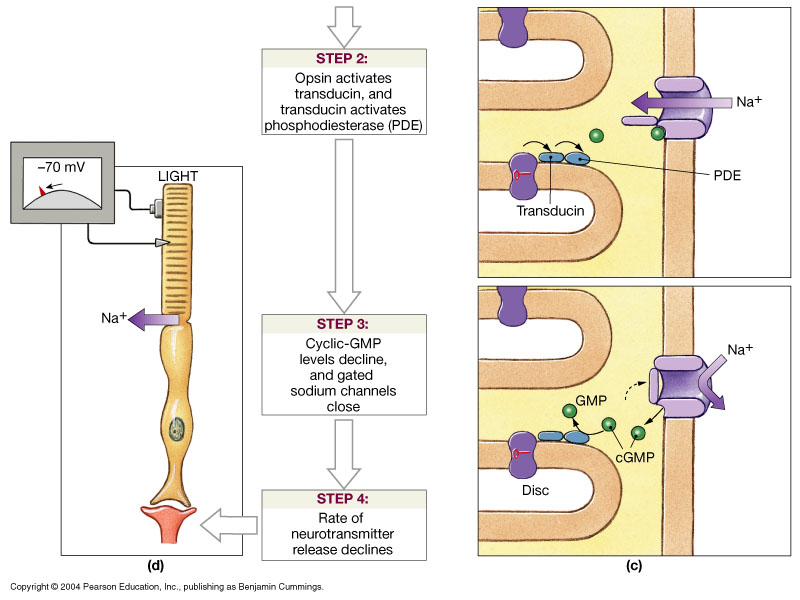 STEP 2:
Opsin activates
transducin, and
transducin activates
phosphodiesterase (PDE)
Na+
PDE
Transducin
–70 mV
LIGHT
Na+
STEP 3:
Cyclic-GMP
levels decline,
and gated
sodium channels
close
Na+
GMP
cGMP
Disc
STEP 4:
Rate of
neurotransmitter
release declines
(d)
(c)
Copyright © 2004 Pearson Education, Inc., publishing as Benjamin Cummings.